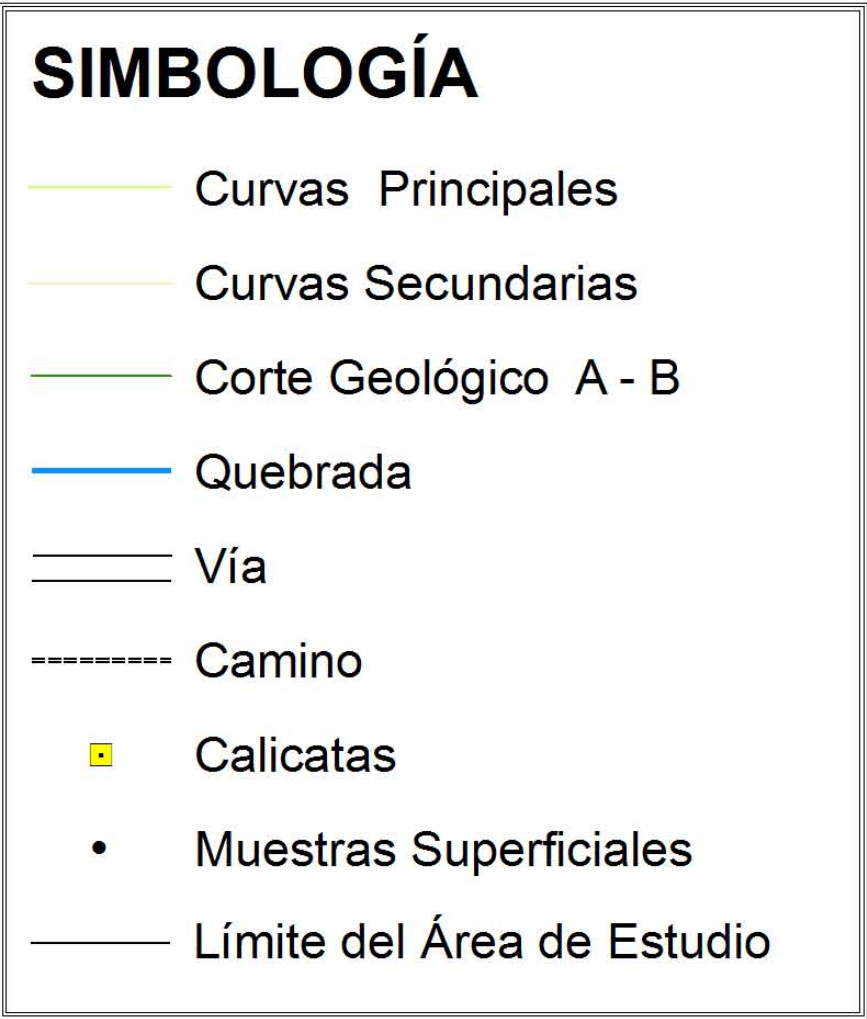 SIMBOLOGÍA
Curvas Principales
Curvas Secundarias
Corte Geológico A - B
Quebrada
Vía
Camino
Calicatas
Muestras Superficiales
Límite del Área de Estudio